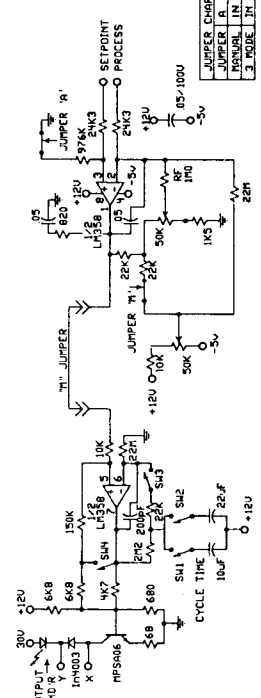 30V
+12V
OUTPUT
IND'R
Y
X
1n4003
MPSA06
6K8
6K8
150K
4K7
680
68
SW4
10K
5
6
1/2
LM358
22M
200pF
2M2
22K
SW3
SW1
SW2
CYCLE TIME
10uF
22uF
+12V
"M" JUMPER
.05
820
1/2
LM358
+12V
8
3
1
2
4
-5v
.05
976K
JUMPER 'A'
24K3
SETPOINT
24K3
PROCESS
22K
22K
JUMPER 'M'
50K
1K5
RF
1M0
22M
+12V
10K
50K
-5v
+12V
.05/100V
-5v
JUMPER CHAR
JUMPER A
MANUAL IN
3 MODE IN